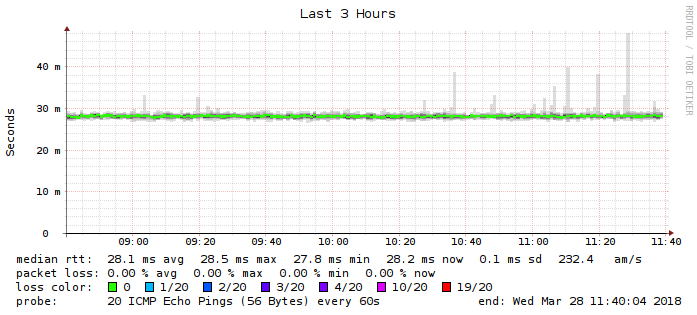 Last 3 Hours
RRDTOOL / TOBI OETIKER
Seconds
40 m
30 m
20 m
10 m
0
09:00 09:20 09:40 10:00 10:20 10:40 11:00 11:20 11:40
median rtt: 28.1 ms avg 28.5 ms max 27.8 ms min 28.2 ms now 0.1 ms sd 232.4 am/s
packet loss: 0.00 % avg 0.00 % max 0.00 % min 0.00 % now
loss color: 0 1/20 2/20 3/20 4/20 10/20 19/20
probe: 20 ICMP Echo Pings (56 Bytes) every 60s end: Wed Mar 28 11:40:04 2018